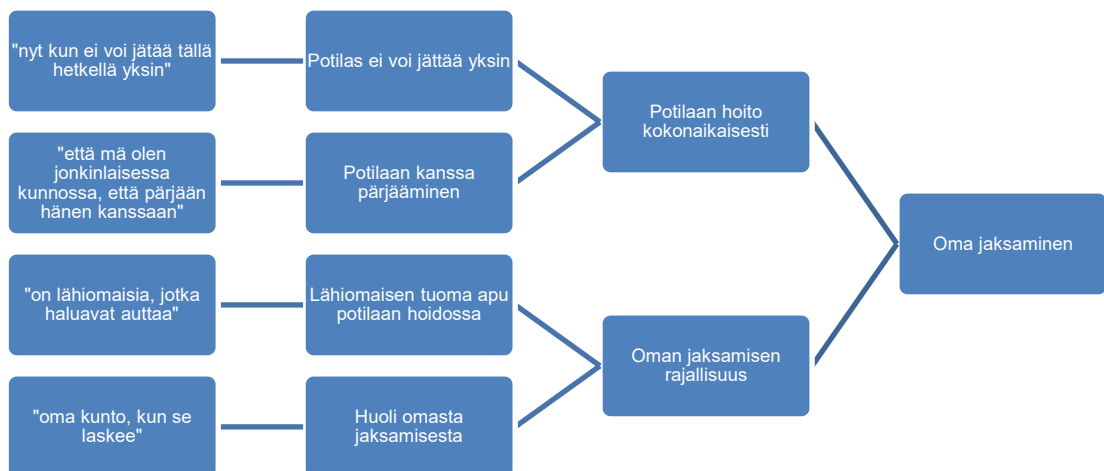 "nyt kun ei voi jätää tällä
hetkellä yksin"
Potilas ei voi jättää yksin
"että mä olen
jonkinlaisessa
kunnossa, että pärjään
hänen kanssaan"
Potilaan kanssa
pärjääminen
Potilaan hoito
kokonaikaisesti
"on lähiomaisia, jotka
haluavat auttaa"
Lähiomaisen tuoma apu
potilaan hoidossa
"oma kunto, kun se
laskee"
Huoli omasta
jaksamisesta
Oman jaksamisen
rajallisuus
Oma jaksaminen